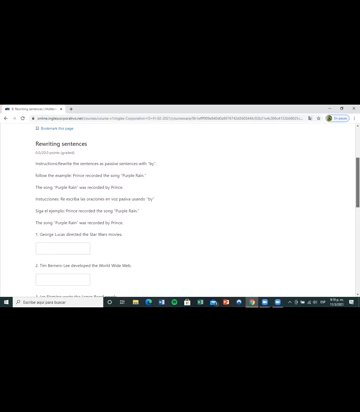 Rewriting sentences
Bookmark this page
Rewriting sentences
Instructions:Rewrite the sentences as passive sentences with "by".
follow the example: Prince recorded the song "Purple Rain."
The song "Purple Rain" was recorded by Prince.
Instucciones: Re escriba las oraciones en voz pasiva usando "by"
Siga el ejemplo: Prince recorded the song "Purple Rain."
The song "Purple Rain" was recorded by Prince.
1- George Lucas directed the Star Wars movies.
2. Tim Berners-Lee developed the World Wide Web.
Escribe aquí para buscar